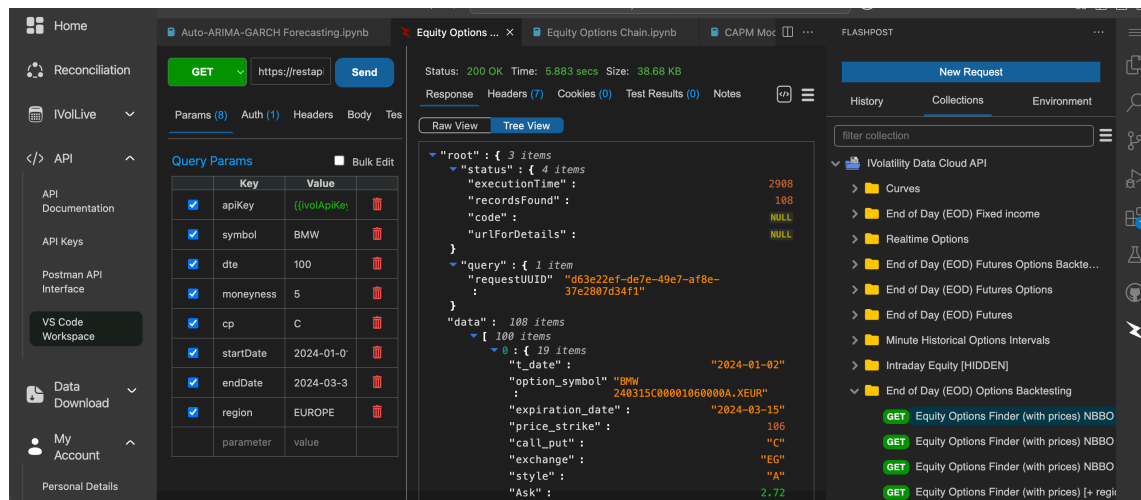 Home
Reconciliation
IVolLive
API
API
Documentation
API Keys
Postman API
Interface
VS Code
Workspace
Data
Download
My
Account
Personal Details
Auto-ARIMA-GARCH Forecasting.ipynb
Equity Options ...
Equity Options Chain.ipynb
CAPM Moc
GET
https://restapi
Send
Params (8) Auth (1) Headers Body Tes
Query Params
Bulk Edit
Key Value
apiKey {{ivolApiKey
symbol BMW
dte 100
moneyness 5
cp C
startDate 2024-01-0
endDate 2024-03-3
region EUROPE
parameter value
Status: 200 OK Time: 5.883 secs Size: 38.68 KB
Response Headers (7) Cookies (0) Test Results (0) Notes
Raw View Tree View
"root" : { 3 items
"status" : { 4 items
"executionTime" : 2908
"recordsFound" : 108
"code" : NULL
"urlForDetails" : NULL
}
"query" : { 1 item
"requestUUID" "d63e22ef-de7e-49e7-af8e-
: 37e2807d34f1"
}
"data" : 108 items
[ 100 items
0 : { 19 items
"t_date" : "2024-01-02"
"option_symbol" "BMW
: 240315C00001060000A.XEUR"
"expiration_date" : "2024-03-15"
"price_strike" : 106
"call_put" : "C"
"exchange" : "EG"
"style" : "A"
"Ask" : 2.72
FLASHPOST
New Request
History Collections Environment
filter collection
IVolatility Data Cloud API
Curves
End of Day (EOD) Fixed income
Realtime Options
End of Day (EOD) Futures Options Backte...
End of Day (EOD) Futures Options
End of Day (EOD) Futures
Minute Historical Options Intervals
Intraday Equity [HIDDEN]
End of Day (EOD) Options Backtesting
GET Equity Options Finder (with prices) NBBO
GET Equity Options Finder (with prices) NBBO
GET Equity Options Finder (with prices) NBBO
GET Equity Options Finder (with prices) [+ regi